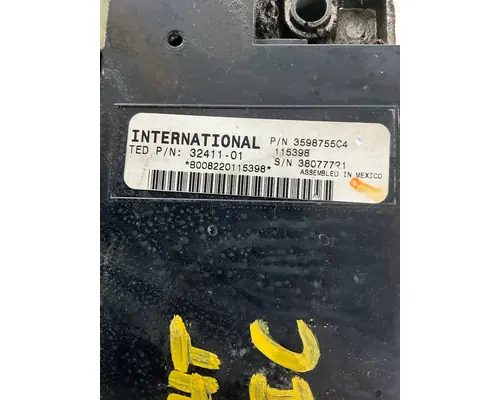 INTERNATIONAL P/N 3598755C4
115398
TED P/N: 32411-01 S/N 38077721
*B008220115398* ASSEMBLED IN MEXICO